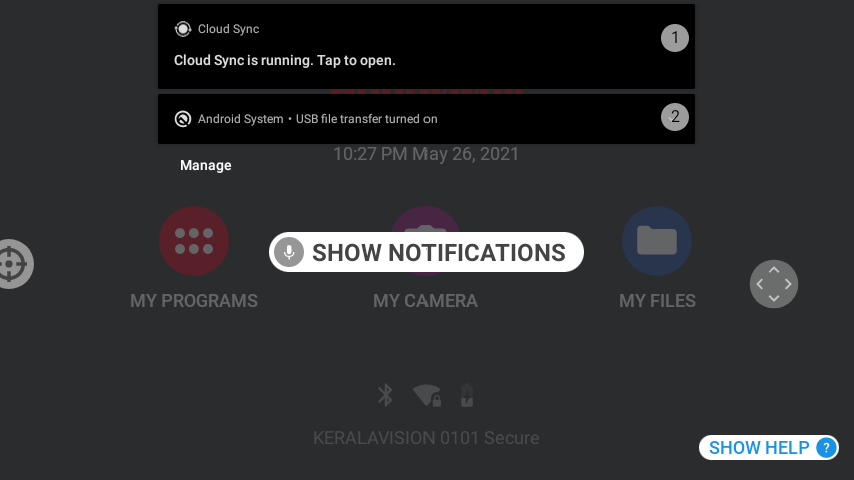 Cloud Sync
1
Cloud Sync is running. Tap to open.
Android System • USB file transfer turned on
2
10:27 PM May 26, 2021
Manage
SHOW NOTIFICATIONS
MY PROGRAMS
MY CAMERA
MY FILES
KERALAVISION 0101 Secure
SHOW HELP ?